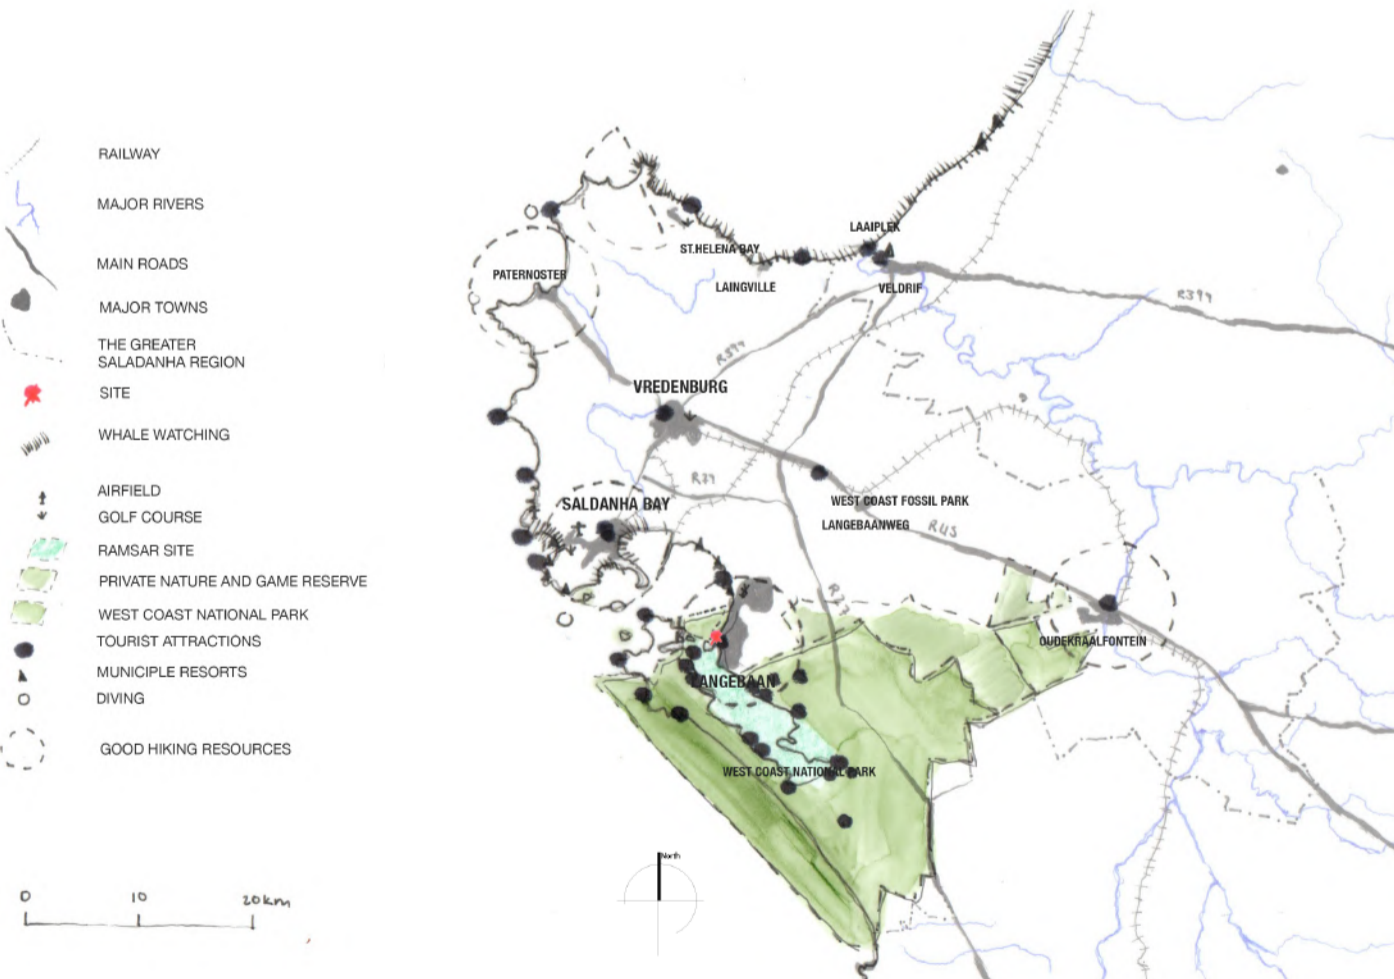 RAILWAY
MAJOR RIVERS
MAIN ROADS
MAJOR TOWNS
THE GREATER
SALADANHA REGION
SITE
WHALE WATCHING
AIRFIELD
GOLF COURSE
RAMSAR SITE
PRIVATE NATURE AND GAME RESERVE
WEST COAST NATIONAL PARK
TOURIST ATTRACTIONS
MUNICIPLE RESORTS
DIVING
GOOD HIKING RESOURCES
0 10 20km
LAAIPLEK
ST.HELENA BAY
PATERNOSTER
LAINGVILLE
VELDRIF
R399
R399
VREDENBURG
R79
SALDANHA BAY
WEST COAST FOSSIL PARK
LANGEBAANWEG
R45
R27
OUDEKRAALFONTEIN
LANGEBAAN
WEST COAST NATIONAL PARK
North